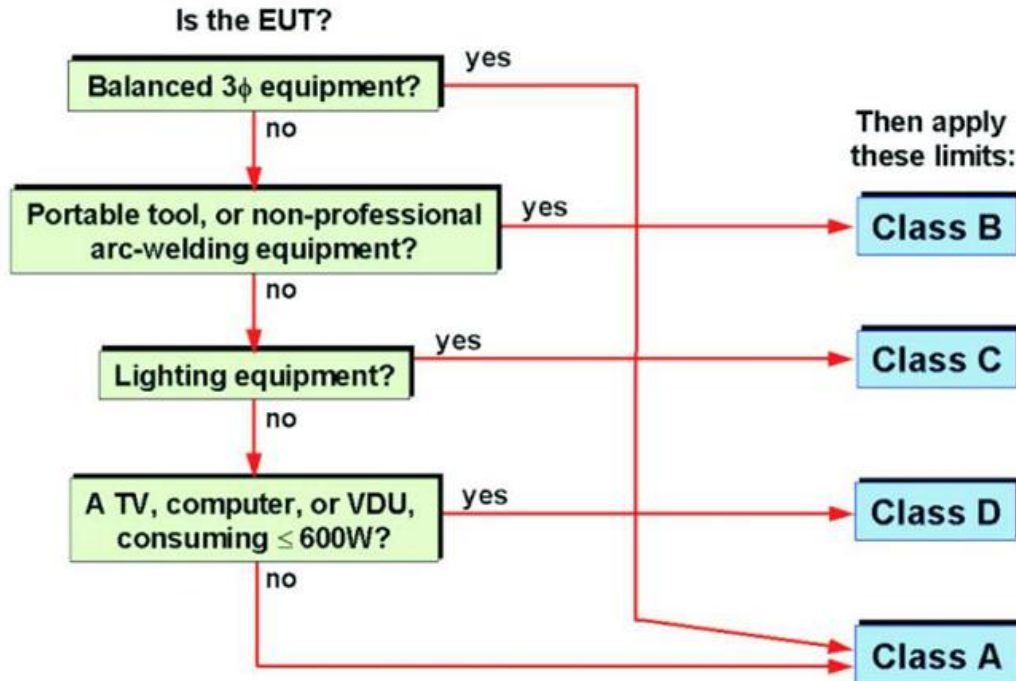 Is the EUT?
Balanced 3ϕ equipment?
yes
no
Then apply
these limits:
Portable tool, or non-professional
arc-welding equipment?
yes
Class B
no
Lighting equipment?
yes
Class C
no
A TV, computer, or VDU,
consuming ≤ 600W?
yes
Class D
no
Class A